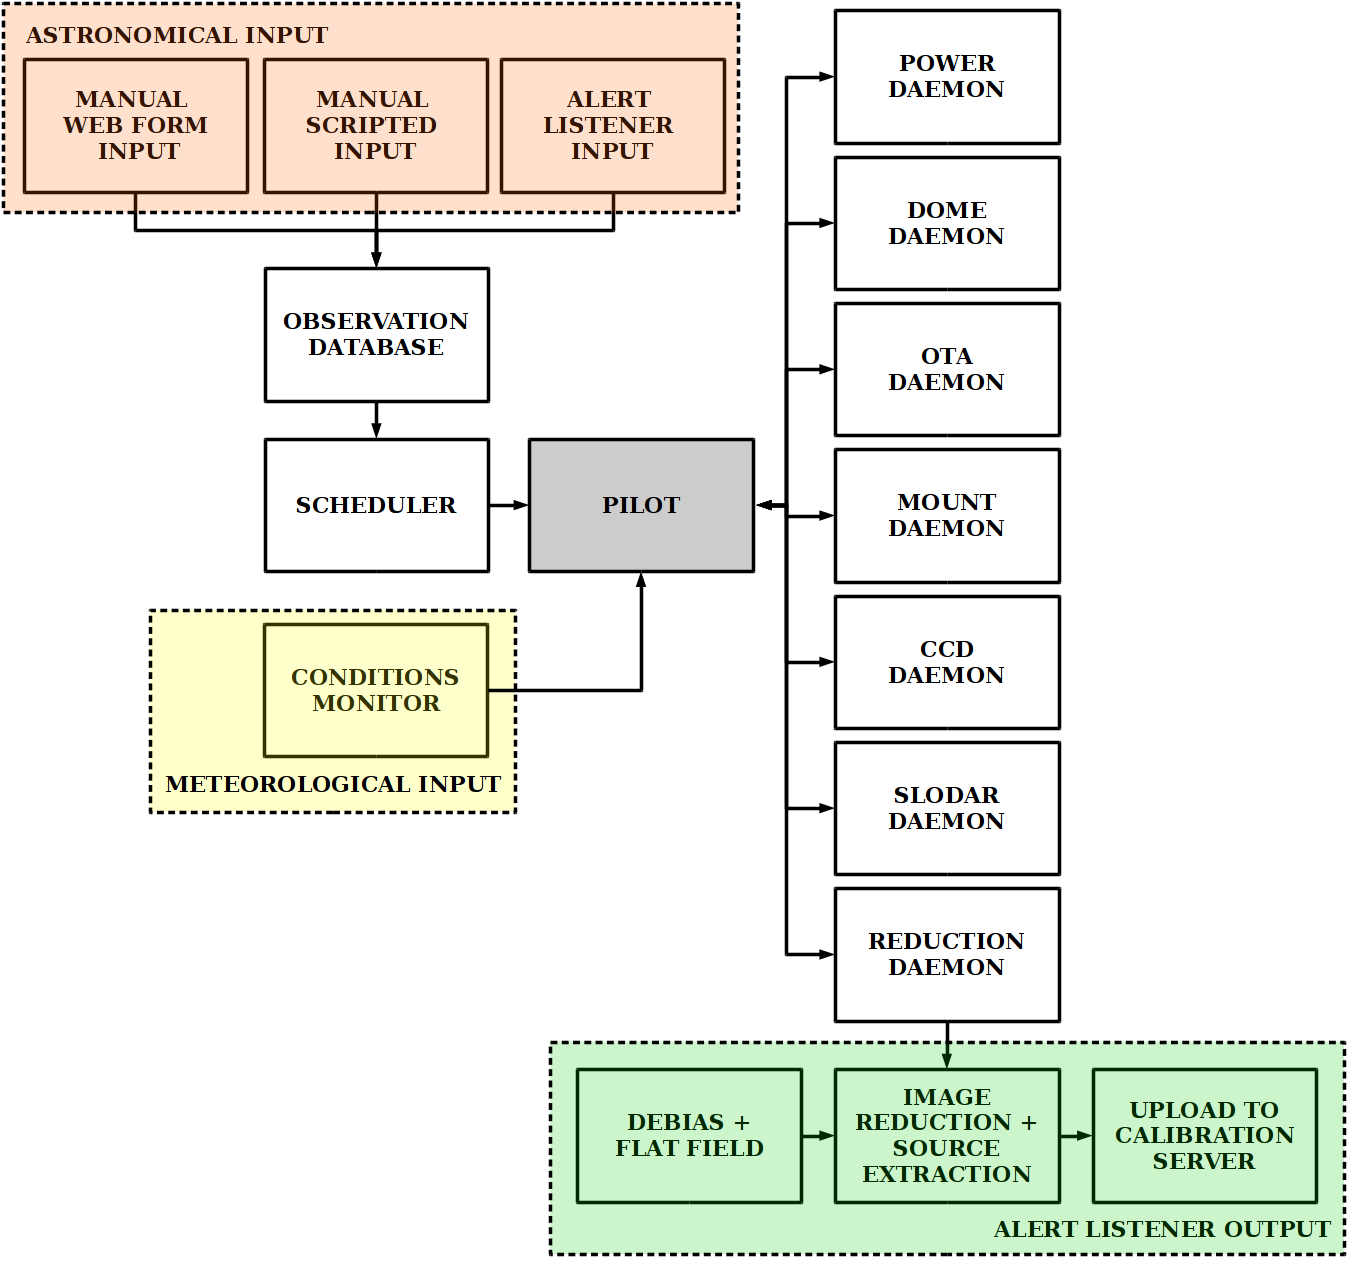 ASTRONOMICAL INPUT
MANUAL
WEB FORM
INPUT
MANUAL
SCRIPTED
INPUT
ALERT
LISTENER
INPUT
OBSERVATION
DATABASE
SCHEDULER
PILOT
CONDITIONS
MONITOR
METEOROLOGICAL INPUT
POWER
DAEMON
DOME
DAEMON
OTA
DAEMON
MOUNT
DAEMON
CCD
DAEMON
SLODAR
DAEMON
REDUCTION
DAEMON
DEBIAS +
FLAT FIELD
IMAGE
REDUCTION +
SOURCE
EXTRACTION
UPLOAD TO
CALIBRATION
SERVER
ALERT LISTENER OUTPUT